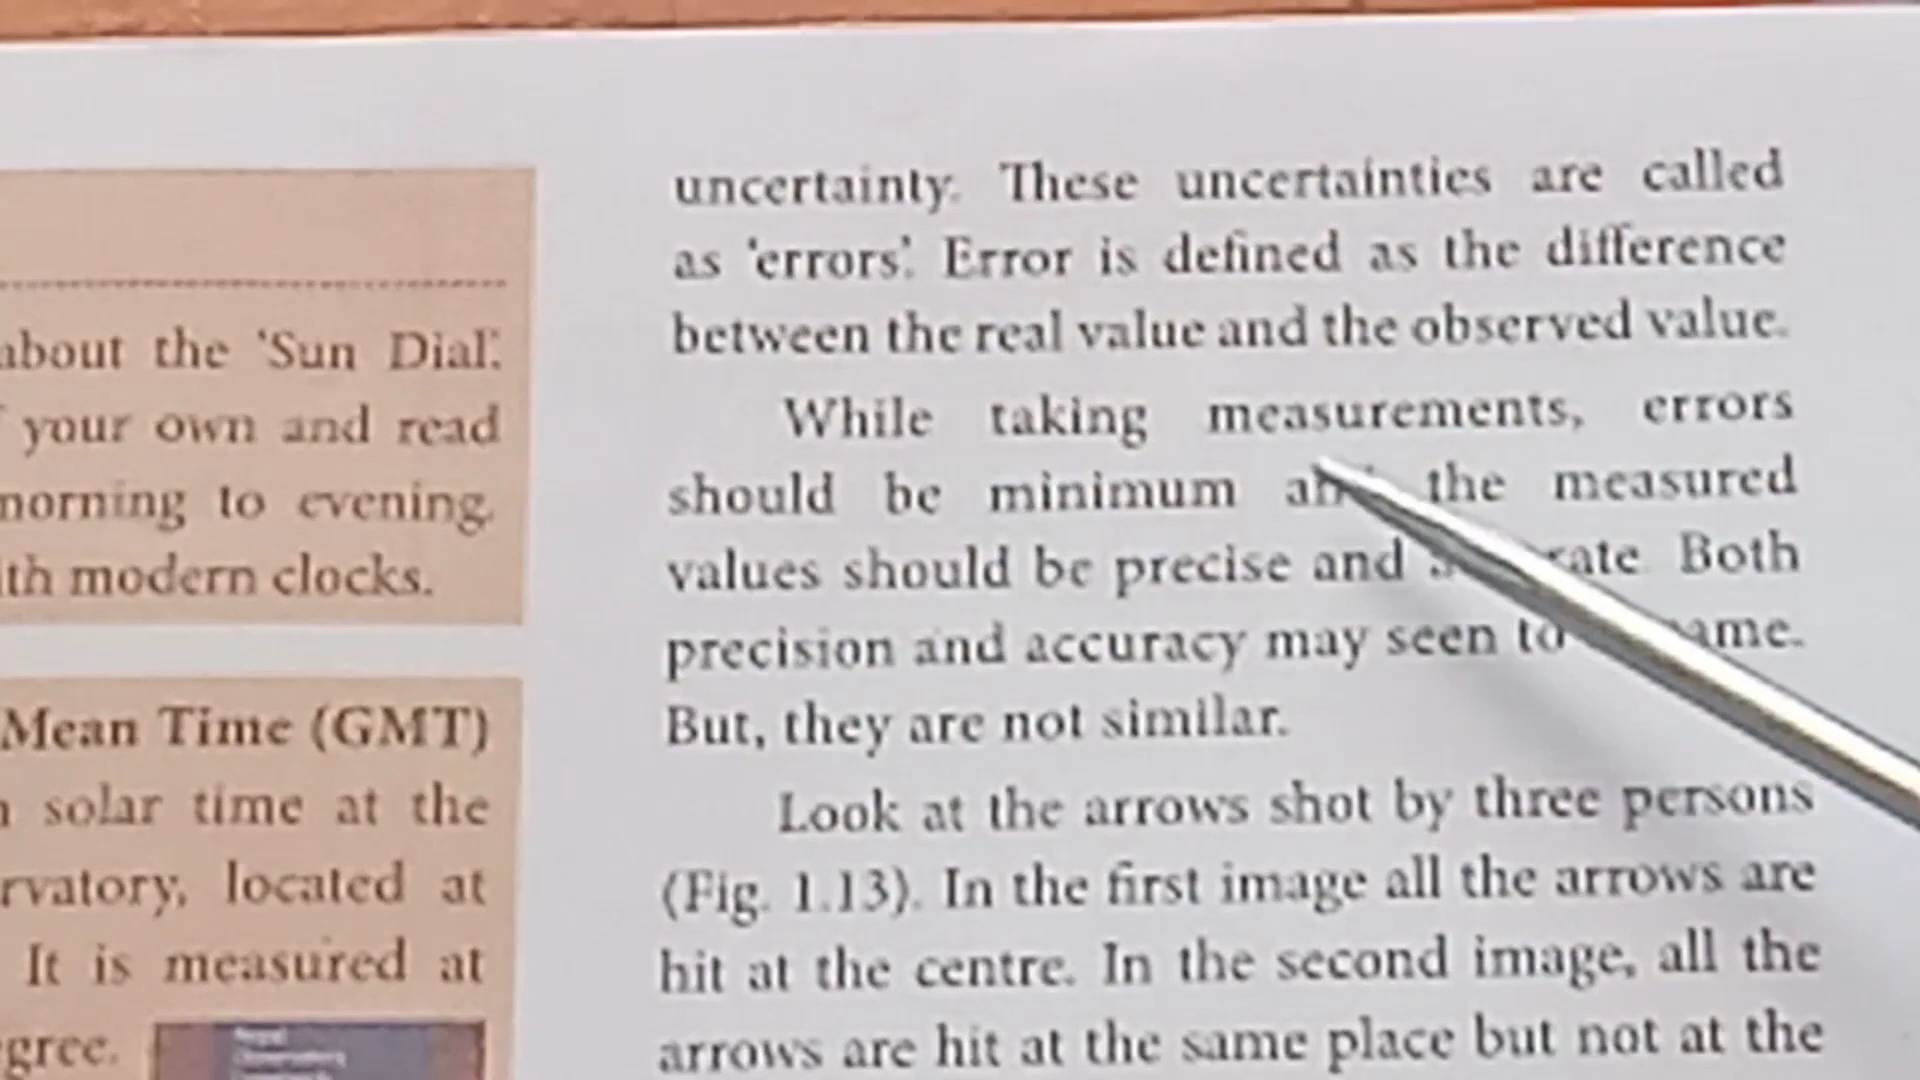 about the 'Sun Dial'.
your own and read
morning to evening.
modern clocks.
Mean Time (GMT)
solar time at the
located at
It is measured at
uncertainty. These uncertainties are called
as 'errors'. Error is defined as the difference
between the real value and the observed value.
While taking measurements, errors
should be minimum the measured
values should be precise and Both
precision and accuracy may seen to
But, they are not similar.
Look at the arrows shot by three persons
(Fig. 1.13). In the first image all the arrows are
hit at the centre. In the second image, all the
arrows are hit at the same place but not at the